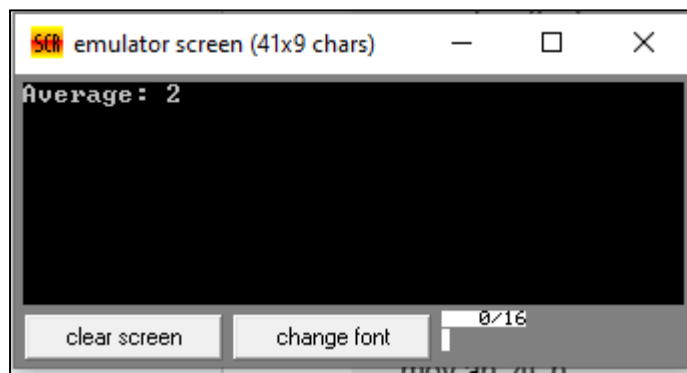 SCR emulator screen (41x9 chars)
Average: 2
clear screen
change font
0/16